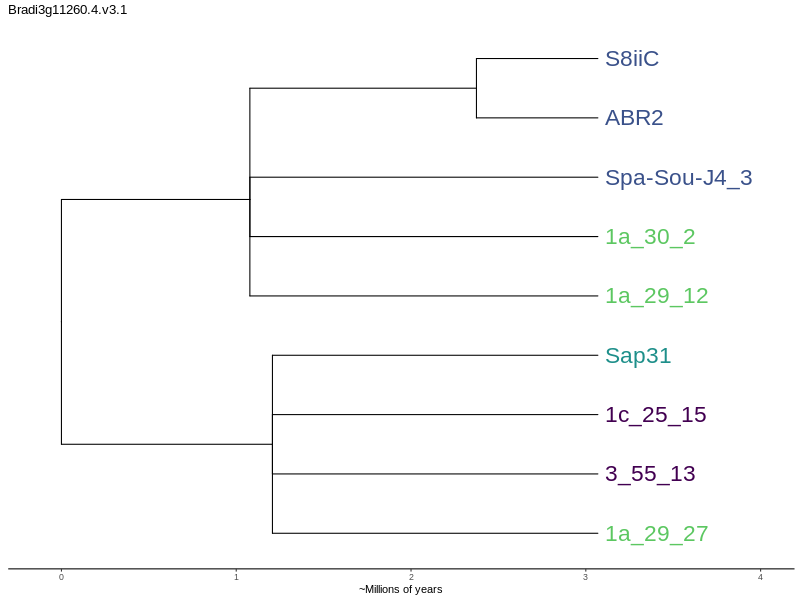 Bradi3g11260.4.v3.1
S8iiC
ABR2
Spa-Sou-J4_3
1a_30_2
1a_29_12
Sap31
1c_25_15
3_55_13
1a_29_27
0 1 2 3 4
~Millions of years